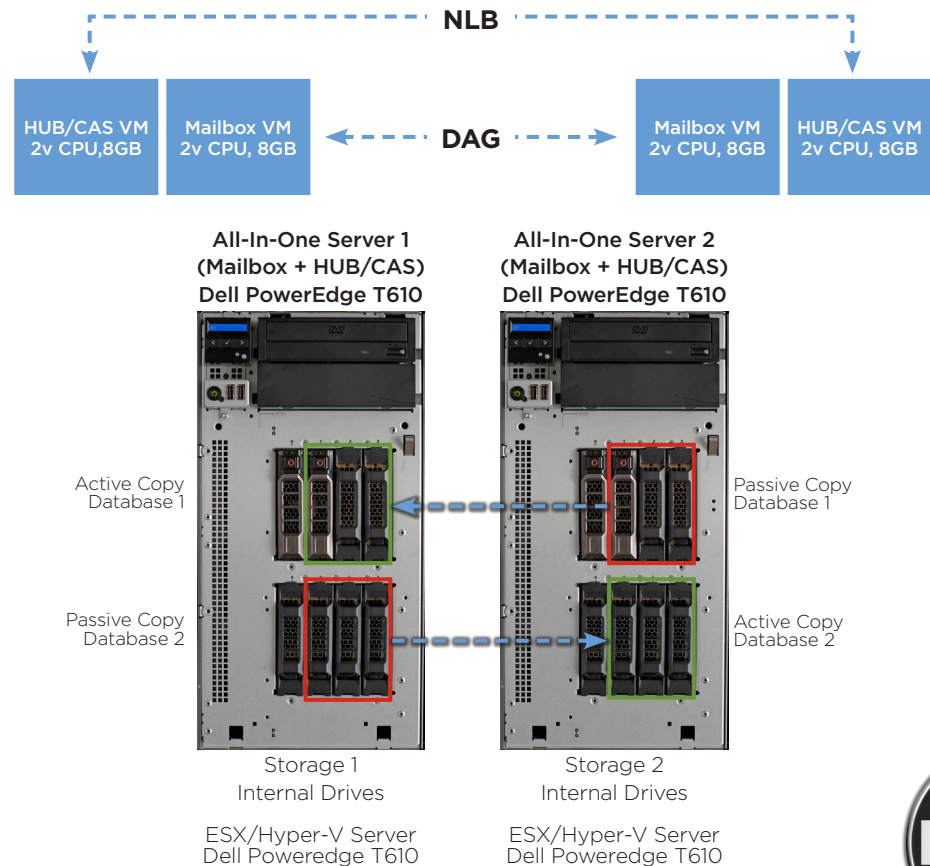 NLB
HUB/CAS VM
2v CPU,8GB
Mailbox VM
2v CPU, 8GB
DAG
Mailbox VM
2v CPU, 8GB
HUB/CAS VM
2v CPU, 8GB
All-In-One Server 1
(Mailbox + HUB/CAS)
Dell PowerEdge T610
All-In-One Server 2
(Mailbox + HUB/CAS)
Dell PowerEdge T610
Active Copy
Database 1
Passive Copy
Database 1
Passive Copy
Database 2
Active Copy
Database 2
Storage 1
Internal Drives
ESX/Hyper-V Server
Dell Poweredge T610
Storage 2
Internal Drives
ESX/Hyper-V Server
Dell Poweredge T610